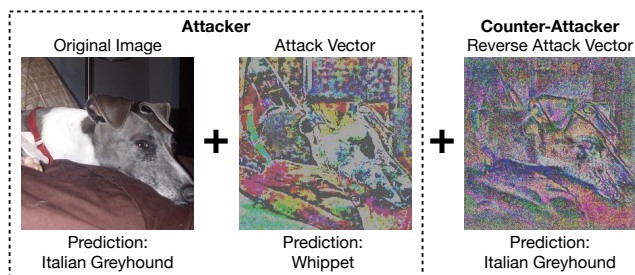 Attacker
Counter-Attacker
Original Image
Attack Vector
Reverse Attack Vector
+
+
Prediction:
Italian Greyhound
Prediction:
Whippet
Prediction:
Italian Greyhound